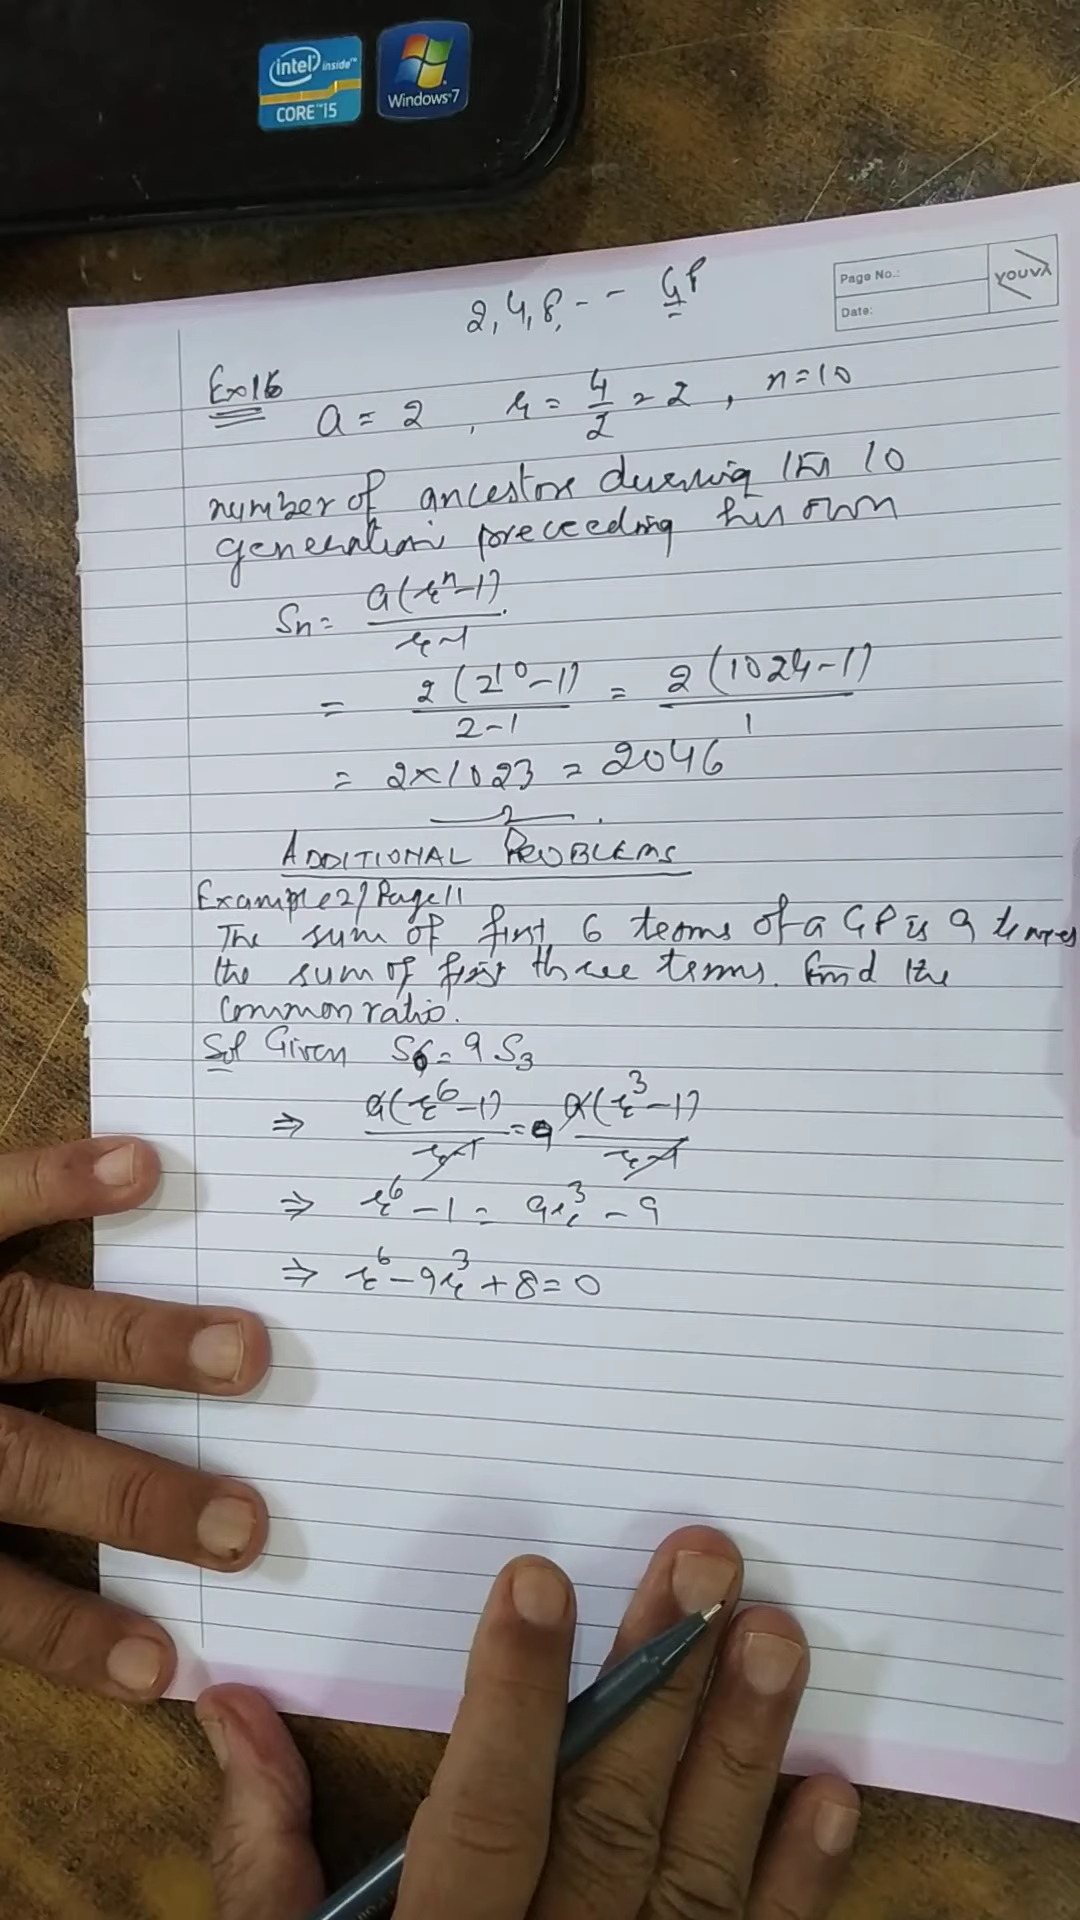 intel inside™
CORE™ i5
Windows®7
Page No.:
Date:
YOUVA
2, 4, 8, - - GP
Ex16
a = 2 , r = 4/2 = 2 , n = 10
number of ancestors during the 10
generation preceeding his own
Sn = a(r^n-1)/r-1
= 2(2^10-1)/2-1 = 2(1024-1)/1
= 2×1023 = 2046
ADDITIONAL PROBLEMS
Example 2/Page 11
The sum of first 6 terms of a GP is 9 times
the sum of first three terms. Find the
common ratio.
Sol Given S6 = 9 S3
⇒ a(r^6-1)/r-1 = 9 a(r^3-1)/r-1
⇒ r^6 - 1 = 9r^3 - 9
⇒ r^6 - 9r^3 + 8 = 0